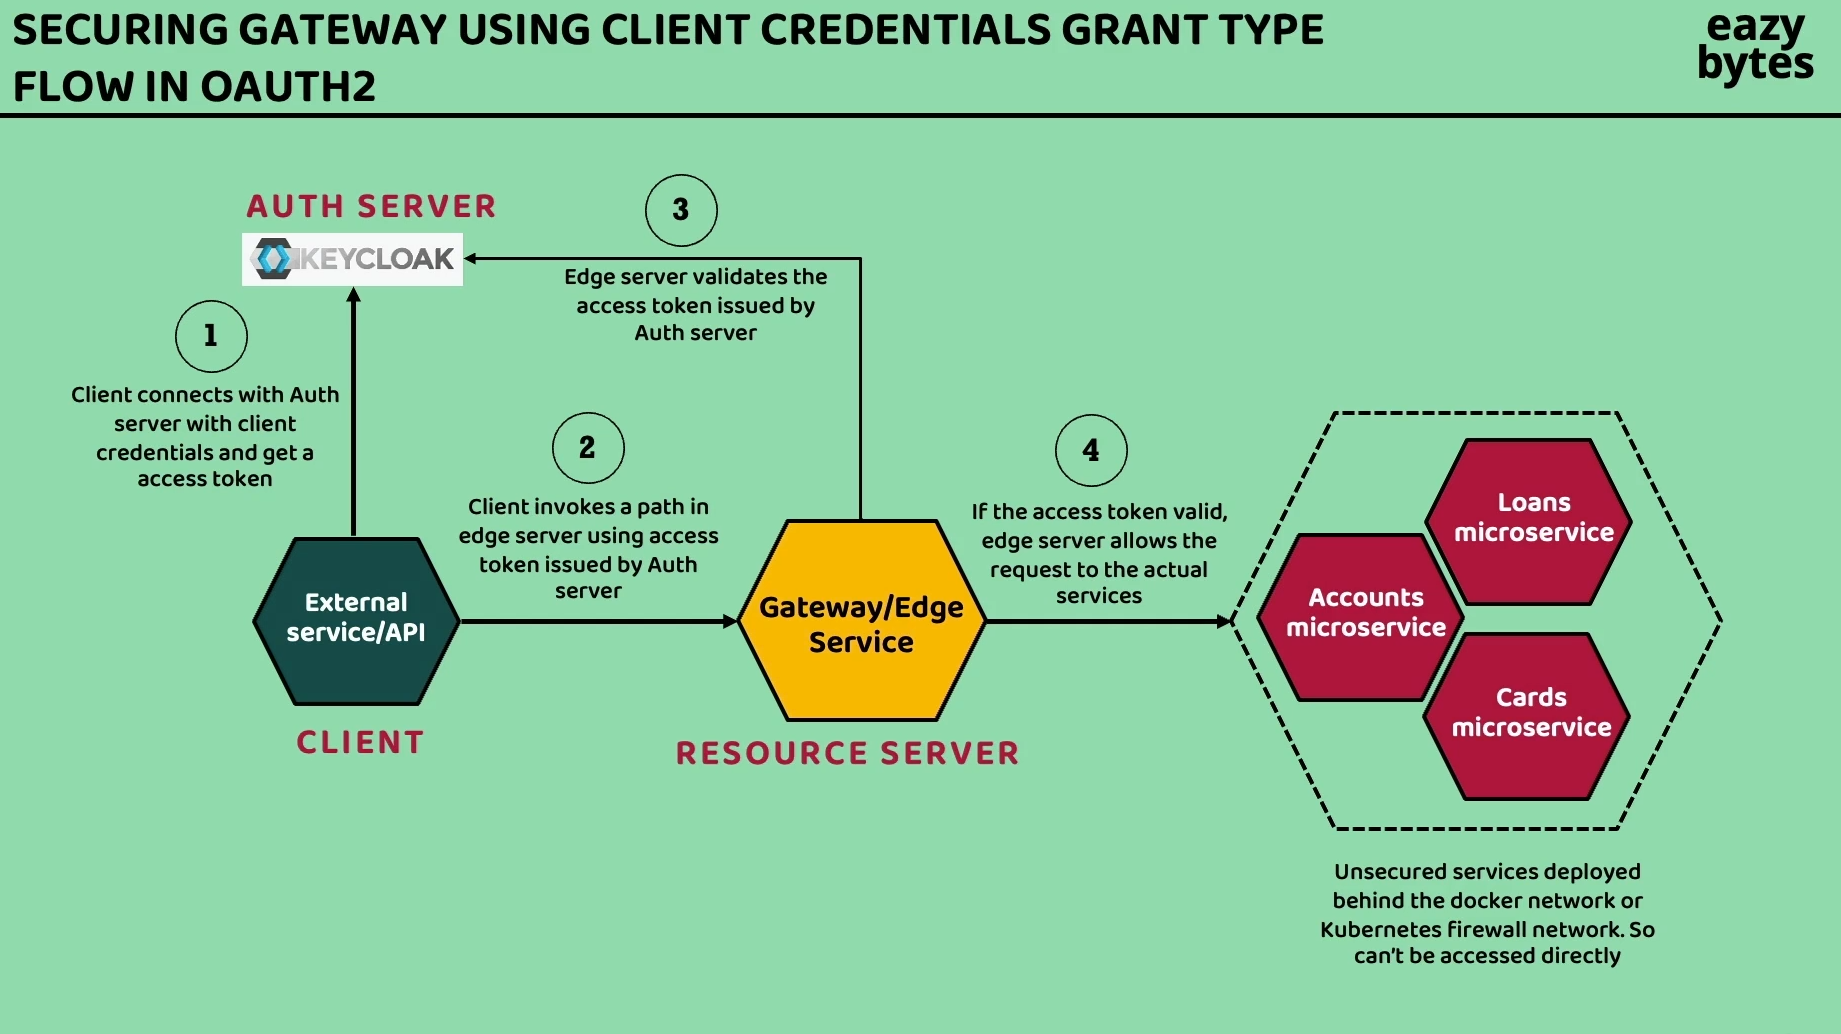 SECURING GATEWAY USING CLIENT CREDENTIALS GRANT TYPE
FLOW IN OAUTH2
eazy
bytes
AUTH SERVER
KEYCLOAK
1
Client connects with Auth
server with client
credentials and get a
access token
3
Edge server validates the
access token issued by
Auth server
2
Client invokes a path in
edge server using access
token issued by Auth
server
4
If the access token valid,
edge server allows the
request to the actual
services
External
service/API
CLIENT
Gateway/Edge
Service
RESOURCE SERVER
Loans
microservice
Accounts
microservice
Cards
microservice
Unsecured services deployed
behind the docker network or
Kubernetes firewall network. So
can't be accessed directly